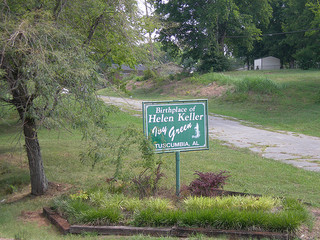 Birthplace of
Helen Keller
Ivy Green
TUSCUMBIA, AL